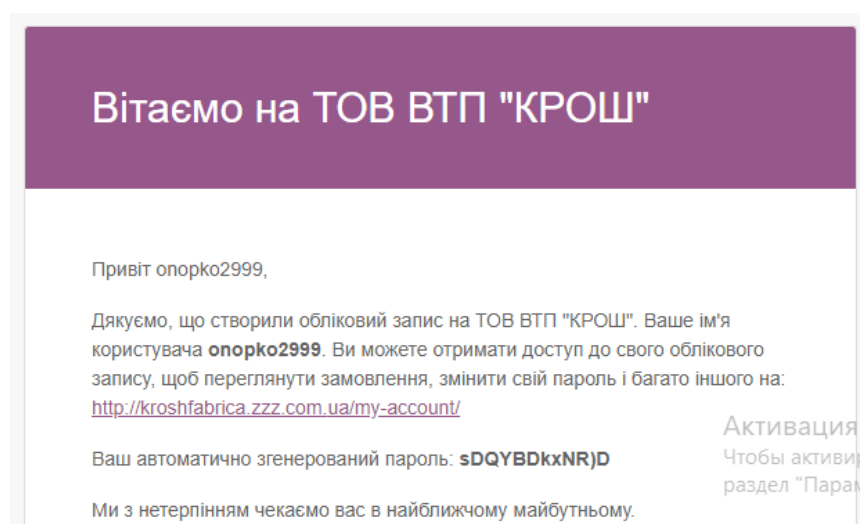 Вітаємо на ТОВ ВТП "КРОШ"
Привіт onopko2999,
Дякуємо, що створили обліковий запис на ТОВ ВТП "КРОШ". Ваше ім'я
користувача onopko2999. Ви можете отримати доступ до свого облікового
запису, щоб переглянути замовлення, змінити свій пароль і багато іншого на:
http://kroshfabrica.zzz.com.ua/my-account/
Ваш автоматично згенерований пароль: sDQYBDkxNR)D
Ми з нетерпінням чекаємо вас в найближчому майбутньому.
Активация
Чтобы активи
раздел "Парам